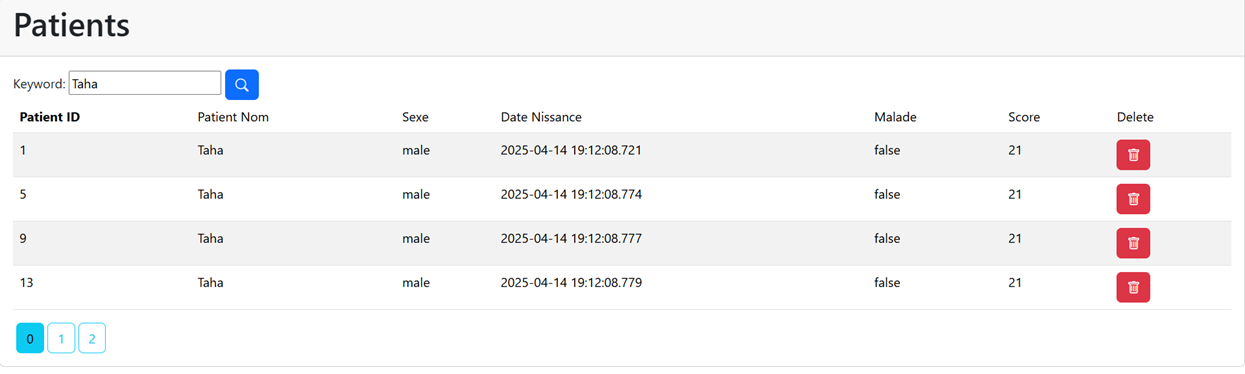 Patients
Keyword: Taha
Patient ID Patient Nom Sexe Date Nissance Malade Score Delete
1 Taha male 2025-04-14 19:12:08.721 false 21
5 Taha male 2025-04-14 19:12:08.774 false 21
9 Taha male 2025-04-14 19:12:08.777 false 21
13 Taha male 2025-04-14 19:12:08.779 false 21
0 1 2